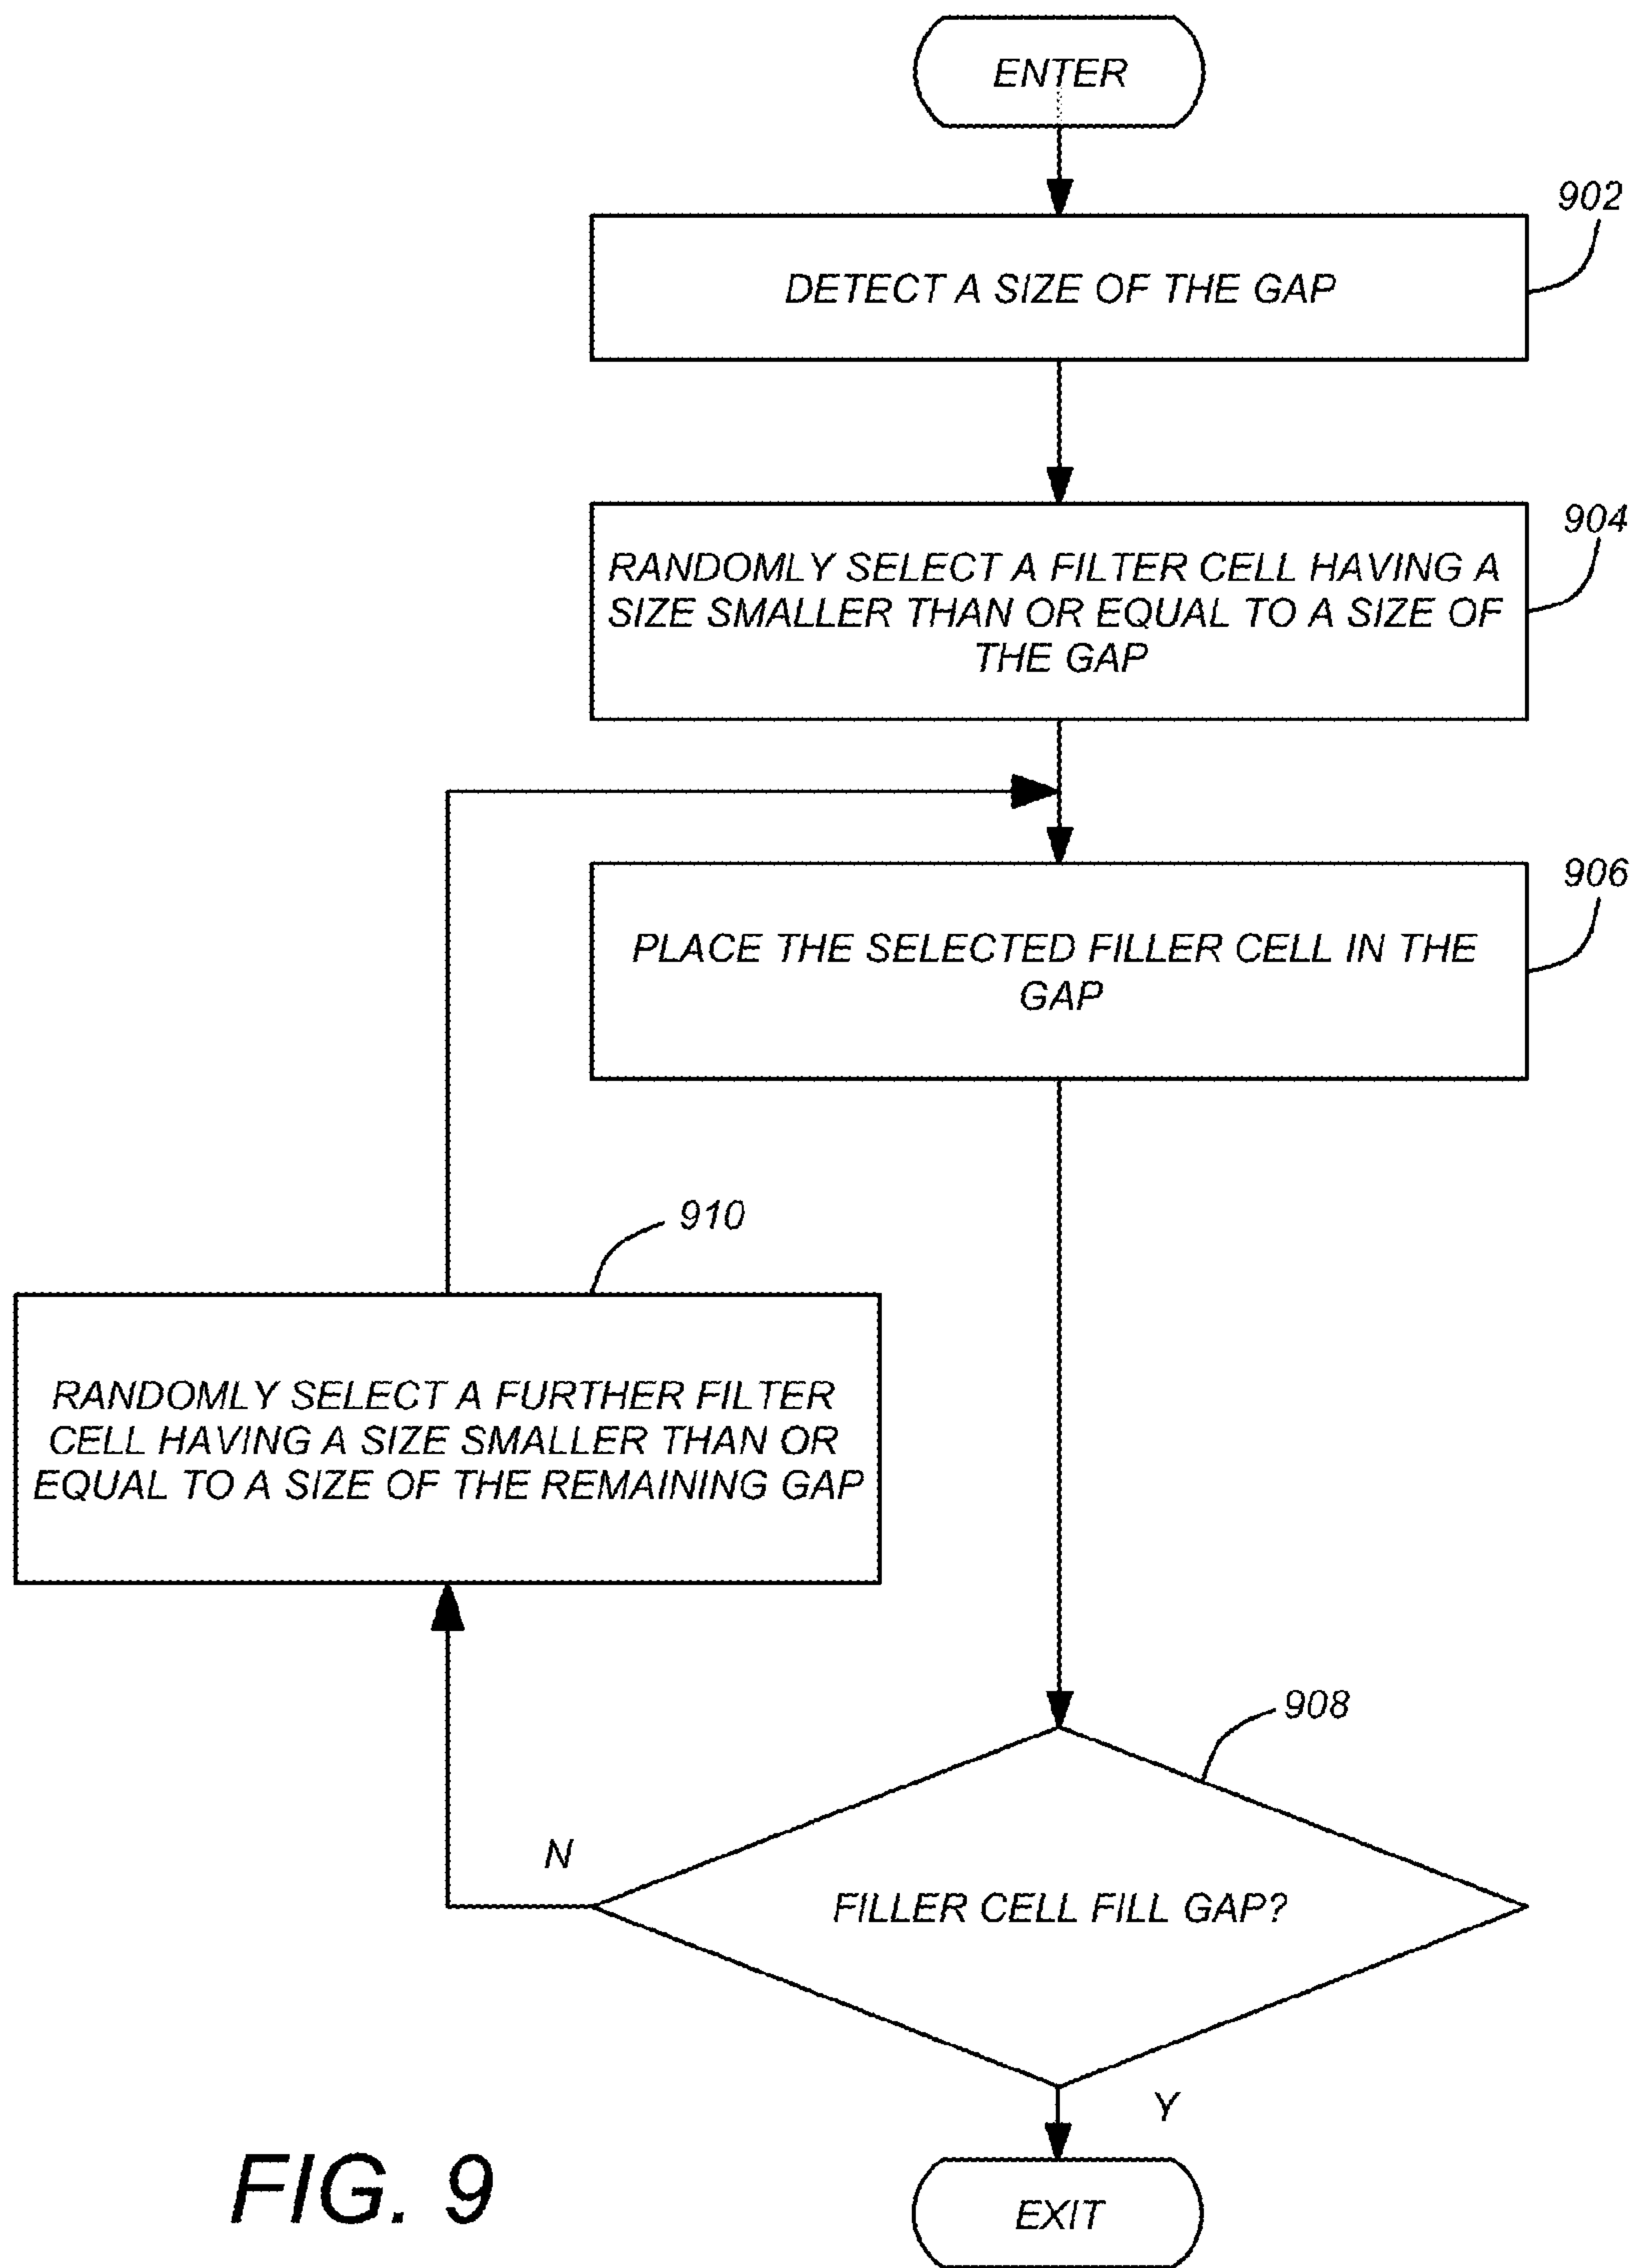 ENTER
902
DETECT A SIZE OF THE GAP
904
RANDOMLY SELECT A FILTER CELL HAVING A
SIZE SMALLER THAN OR EQUAL TO A SIZE OF
THE GAP
906
PLACE THE SELECTED FILLER CELL IN THE
GAP
910
RANDOMLY SELECT A FURTHER FILTER
CELL HAVING A SIZE SMALLER THAN OR
EQUAL TO A SIZE OF THE REMAINING GAP
908
N
FILLER CELL FILL GAP?
Y
EXIT
FIG. 9